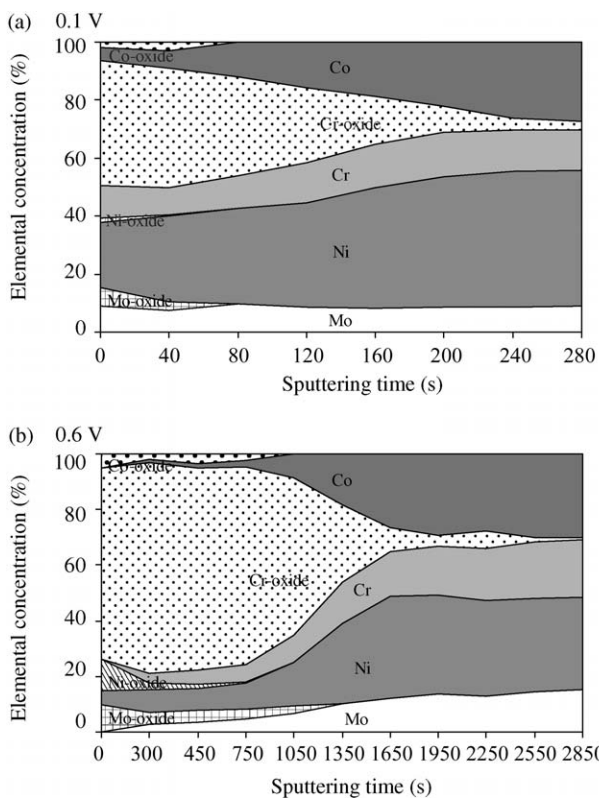 (a) 0.1 V
100
80
60
40
20
0
Elemental concentration (%)
Co-oxide
Co
Cr-oxide
Cr
Ni-oxide
Ni
Mo-oxide
Mo
0 40 80 120 160 200 240 280
Sputtering time (s)
(b) 0.6 V
100
80
60
40
20
0
Elemental concentration (%)
Co-oxide
Co
Cr-oxide
Cr
Ni-oxide
Ni
Mo-oxide
Mo
0 300 450 750 1050 1350 1650 1950 2250 2550 2850
Sputtering time (s)